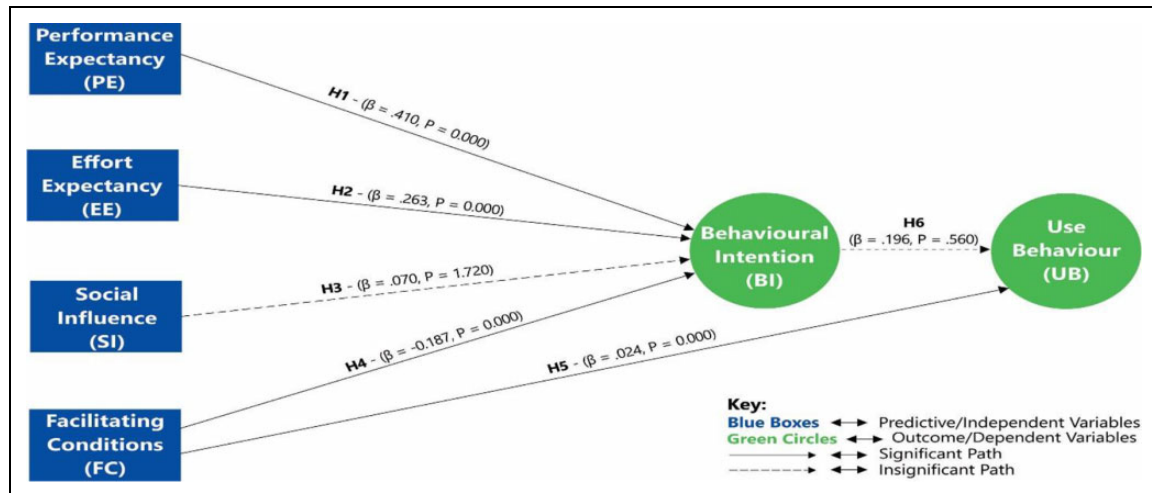 Performance
Expectancy
(PE)
H1 - (β = .410, P = 0.000)
Effort
Expectancy
(EE)
H2 - (β = .263, P = 0.000)
Behavioural
Intention
(BI)
H6
(β = .196, P = .560)
Use
Behaviour
(UB)
Social
Influence
(SI)
H3 - (β = .070, P = 1.720)
H4 - (β = -0.187, P = 0.000)
H5 - (β = .024, P = 0.000)
Facilitating
Conditions
(FC)
Key:
Blue Boxes Predictive/Independent Variables
Green Circles Outcome/Dependent Variables
Significant Path
Insignificant Path